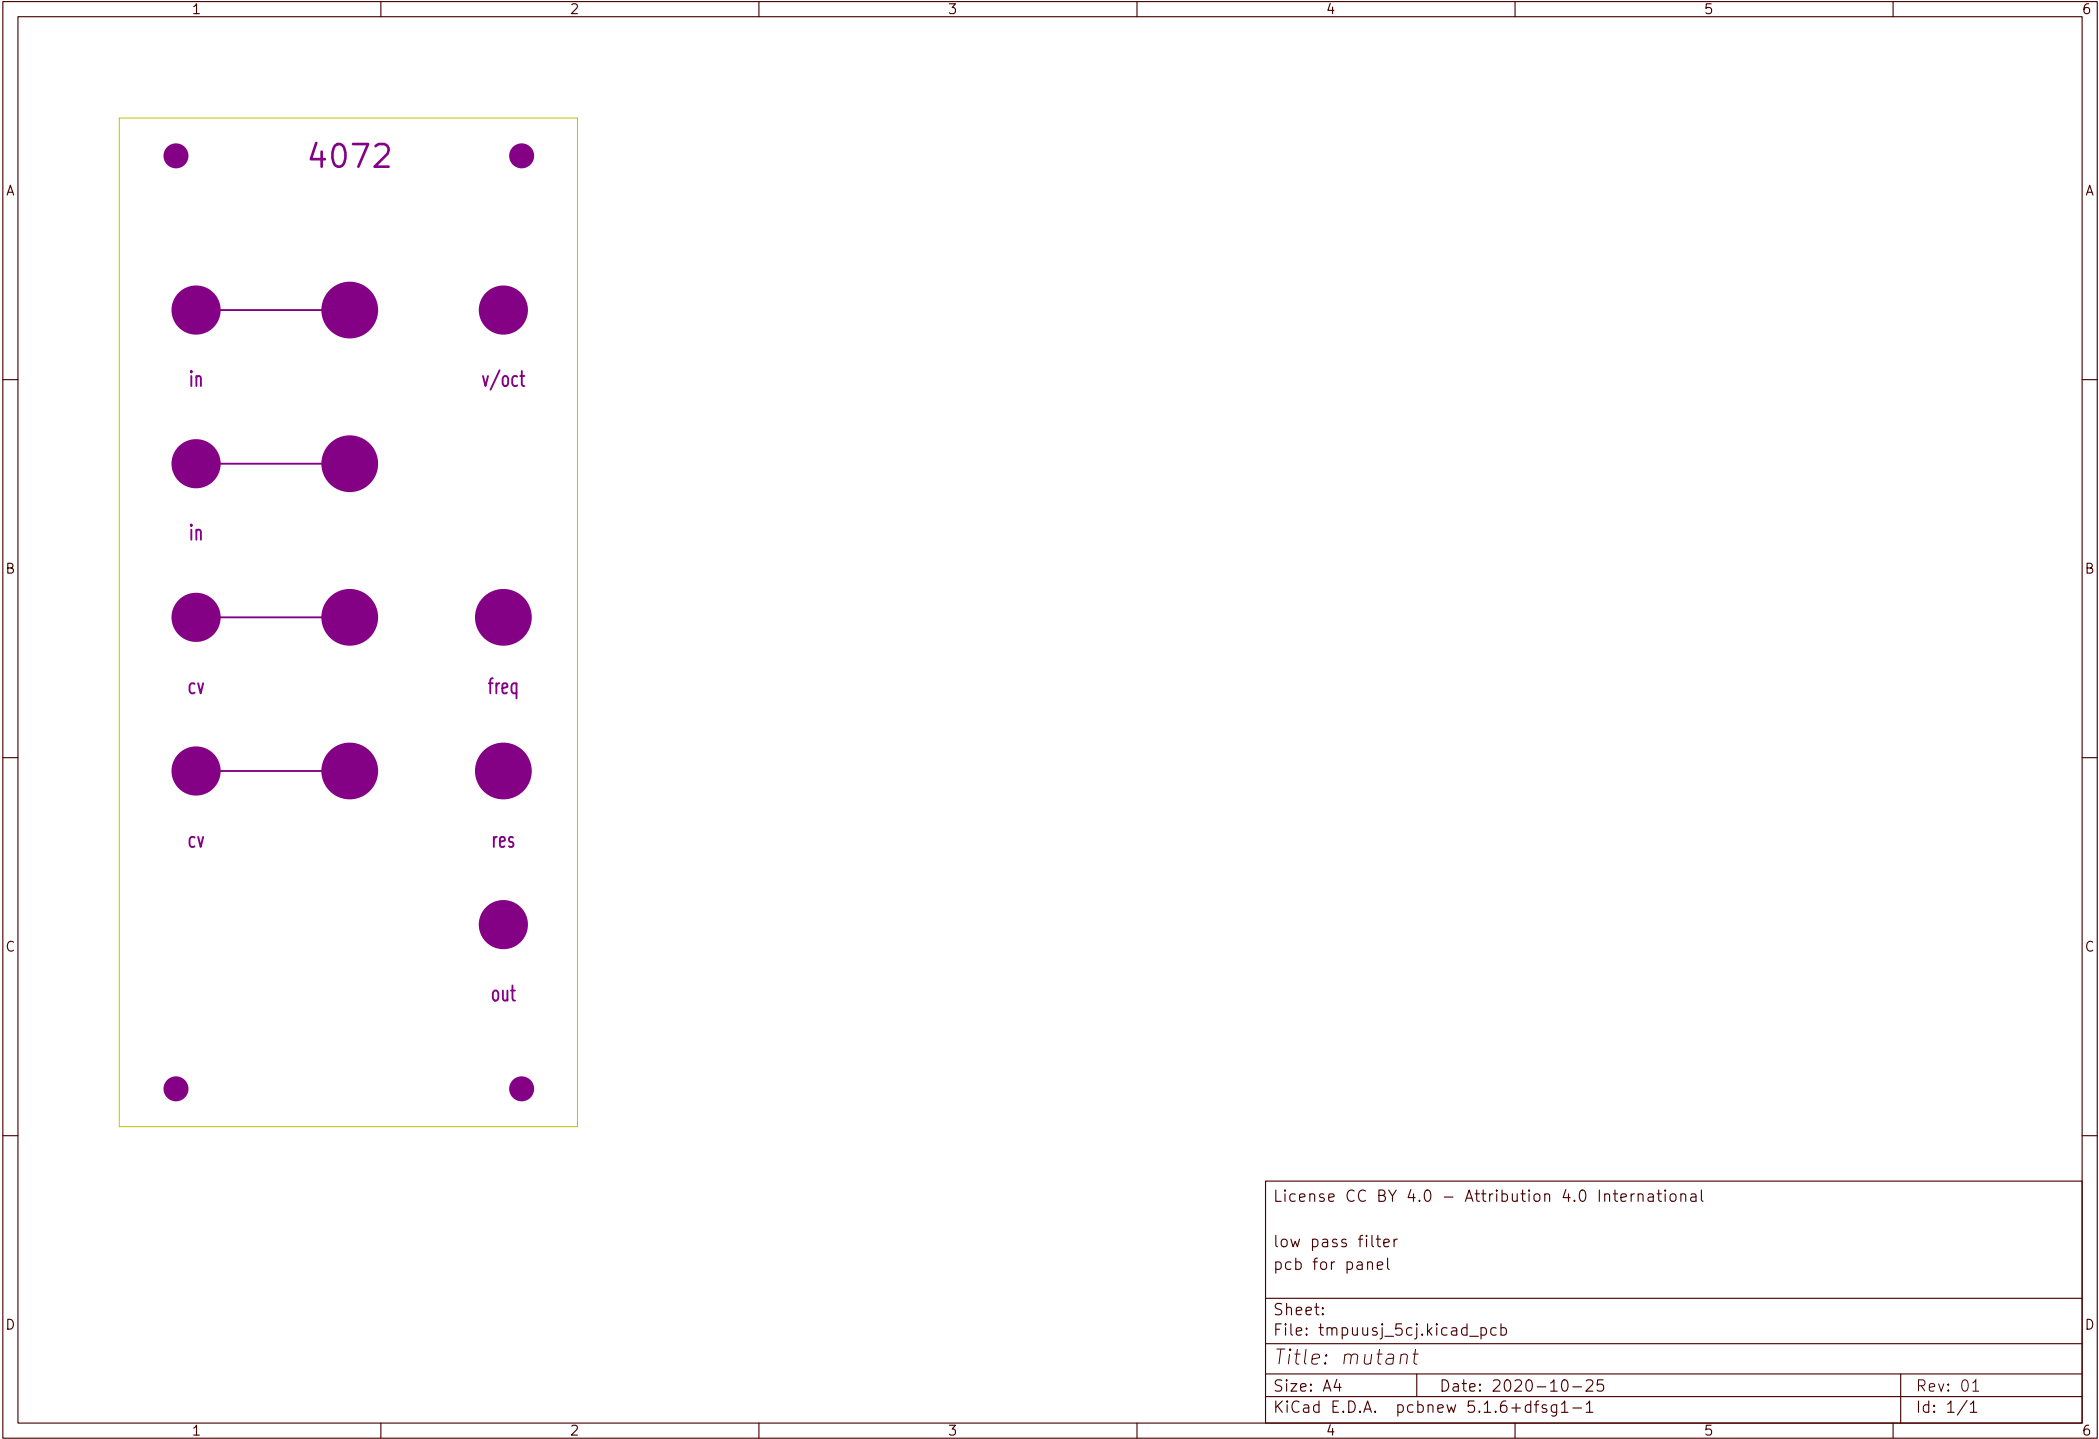 1 2 3 4 5 6
4072
A A
in v/oct
in
B B
cv freq
cv res
C C
out
License CC BY 4.0 - Attribution 4.0 International
low pass filter
pcb for panel
Sheet:
D D
File: tmpuusj_5cj.kicad_pcb
Title: mutant
Size: A4 Date: 2020-10-25 Rev: 01
KiCad E.D.A. pcbnew 5.1.6+dfsg1-1 Id: 1/1
1 2 3 4 5 6